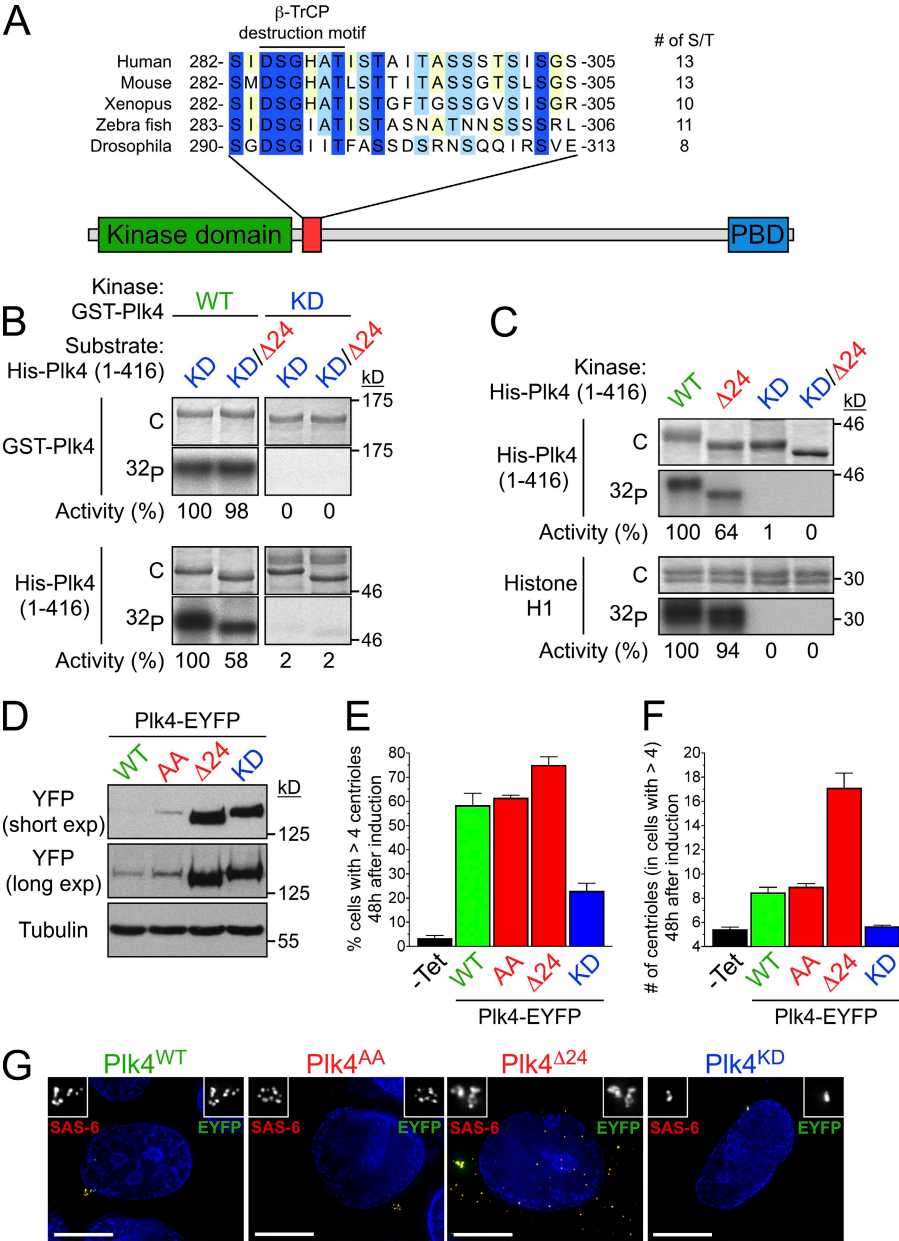 A
β-TrCP
destruction motif
# of S/T
Human 282- SIDSGHATISTAITASSSTSISGS -305 13
Mouse 282- SMDSGHATLSTTITASSGTSLSGS -305 13
Xenopus 282- SIDSGHATISTGFTGSSGVSISGR -305 10
Zebra fish 283- SIDSGIATISTASNATNNSSSSRL -306 11
Drosophila 290- SGDSGIITFASSDSRNSQQIRSVE -313 8
Kinase domain PBD
B
Kinase:
GST-Plk4 WT KD
Substrate:
His-Plk4 (1-416) KD KD/Δ24 KD KD/Δ24 kD
GST-Plk4 C 175
32P 175
Activity (%) 100 98 0 0
His-Plk4
(1-416) C 46
32P 46
Activity (%) 100 58 2 2
C
Kinase:
His-Plk4 (1-416) WT Δ24 KD KD/Δ24 kD
His-Plk4
(1-416) C 46
32P 46
Activity (%) 100 64 1 0
Histone
H1 C 30
32P 30
Activity (%) 100 94 0 0
D
Plk4-EYFP
WT AA Δ24 KD
kD
YFP
(short exp) 125
YFP
(long exp) 125
Tubulin 55
E
% cells with > 4 centrioles
48h after induction
80
70
60
50
40
30
20
10
0
-Tet WT AA Δ24 KD
Plk4-EYFP
F
# of centrioles (in cells with > 4)
48h after induction
20
18
16
14
12
10
8
6
4
-Tet WT AA Δ24 KD
Plk4-EYFP
G
Plk4WT Plk4AA Plk4Δ24 Plk4KD
SAS-6 EYFP SAS-6 EYFP SAS-6 EYFP SAS-6 EYFP